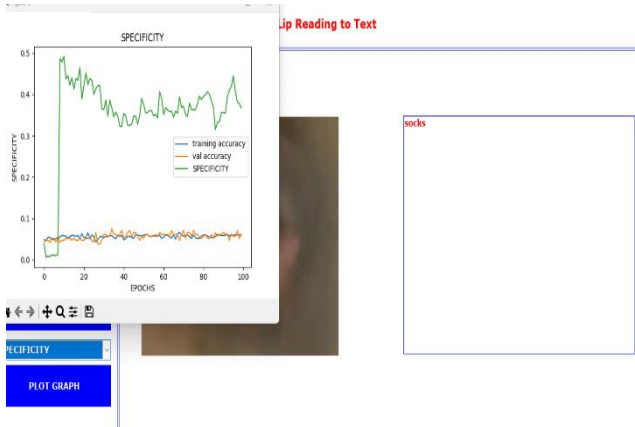 Lip Reading to Text
SPECIFICITY
0.5
0.4
0.3
0.2
0.1
0.0
SPECIFICITY
training accuracy
val accuracy
SPECIFICITY
0 20 40 60 80 100
EPOCHS
socks
PECIFICITY
PLOT GRAPH